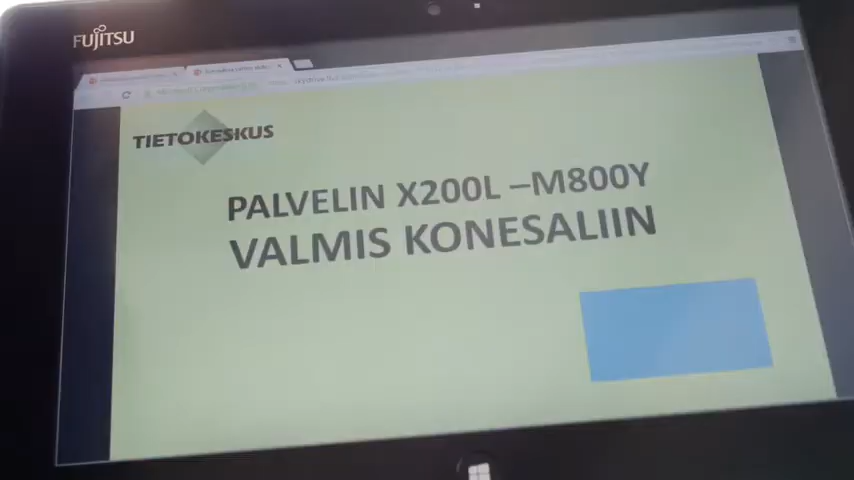 FUJITSU
TIETOKESKUS
PALVELIN X200L –M800Y
VALMIS KONESALIIN